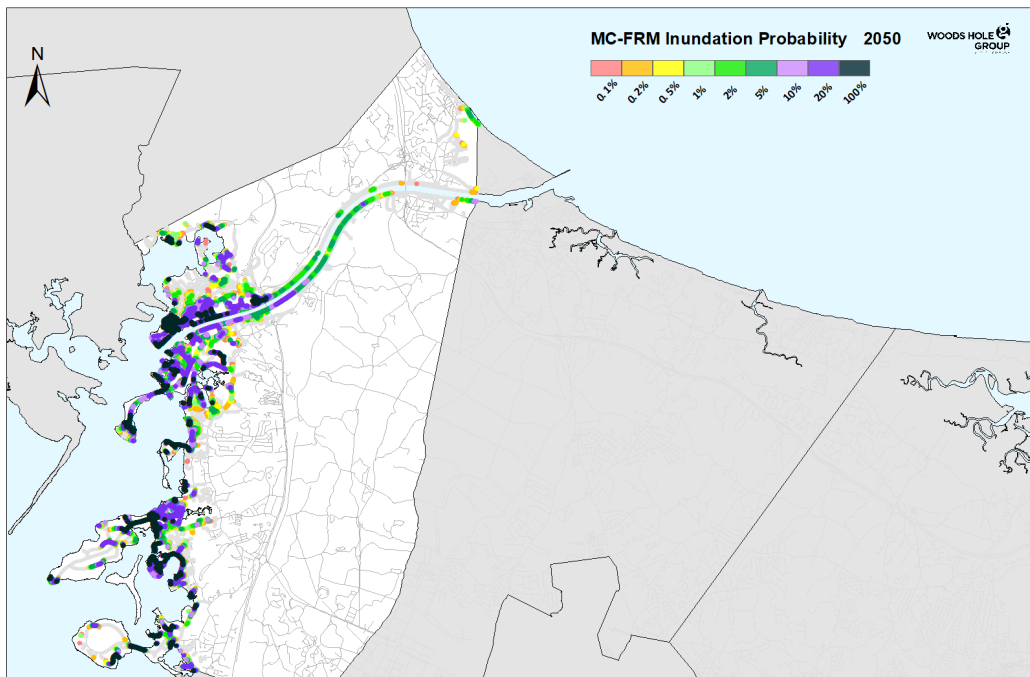 MC-FRM Inundation Probability 2050
WOODS HOLE
GROUP
N
0.1% 0.2% 0.5% 1% 2% 5% 10% 20% 100%